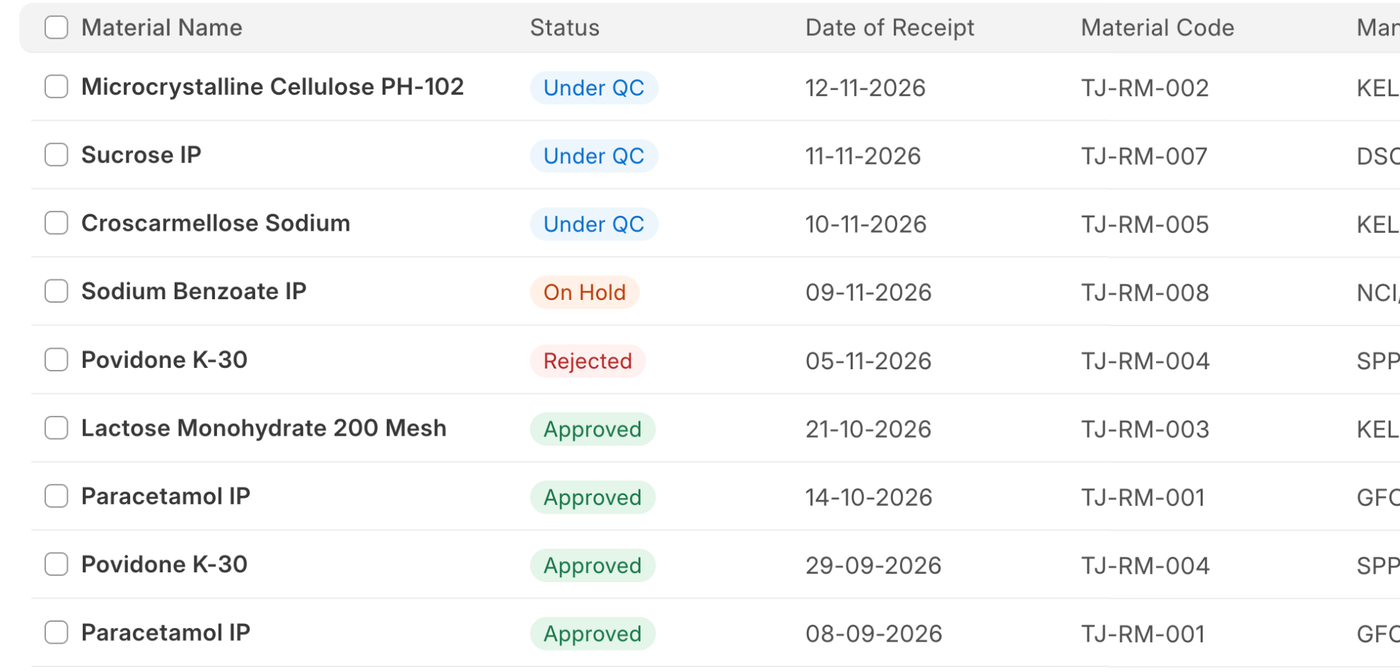 Material Name Status Date of Receipt Material Code
Microcrystalline Cellulose PH-102 Under QC 12-11-2026 TJ-RM-002 KEL
Sucrose IP Under QC 11-11-2026 TJ-RM-007
Croscarmellose Sodium Under QC 10-11-2026 TJ-RM-005 KEL
Sodium Benzoate IP On Hold 09-11-2026 TJ-RM-008 NCI
Povidone K-30 Rejected 05-11-2026 TJ-RM-004 SPP
Lactose Monohydrate 200 Mesh Approved 21-10-2026 TJ-RM-003 KEL
Paracetamol IP Approved 14-10-2026 TJ-RM-001
Povidone K-30 Approved 29-09-2026 TJ-RM-004 SPP
Paracetamol IP Approved 08-09-2026 TJ-RM-001